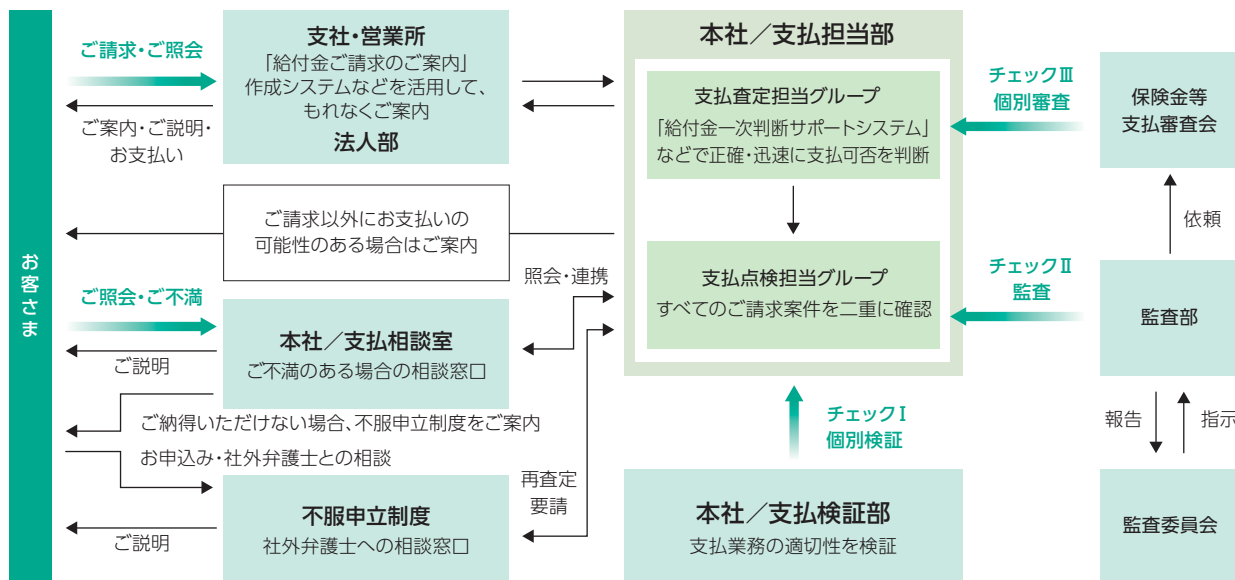 お客さま
ご請求・ご照会
ご案内・ご説明・
お支払い
支社・営業所
「給付金ご請求のご案内」
作成システムなどを活用して、
もれなくご案内
法人部
ご請求以外にお支払いの
可能性のある場合はご案内
ご照会・ご不満
ご説明
本社／支払相談室
ご不満のある場合の相談窓口
照会・連携
ご納得いただけない場合、不服申立制度をご案内
お申込み・社外弁護士との相談
不服申立制度
社外弁護士への相談窓口
ご説明
再査定
要請
本社／支払担当部
支払査定担当グループ
「給付金一次判断サポートシステム」
などで正確・迅速に支払可否を判断
支払点検担当グループ
すべてのご請求案件を二重に確認
チェックⅠ
個別検証
本社／支払検証部
支払業務の適切性を検証
チェックⅢ
個別審査
保険金等
支払審査会
依頼
チェックⅡ
監査
監査部
報告
指示
監査委員会